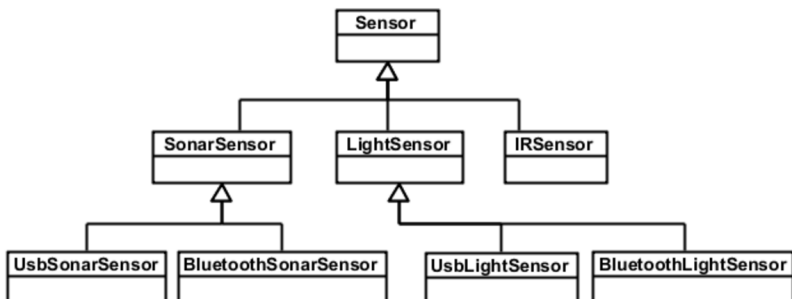 Sensor
SonarSensor
LightSensor
IRSensor
UsbSonarSensor
BluetoothSonarSensor
UsbLightSensor
BluetoothLightSensor